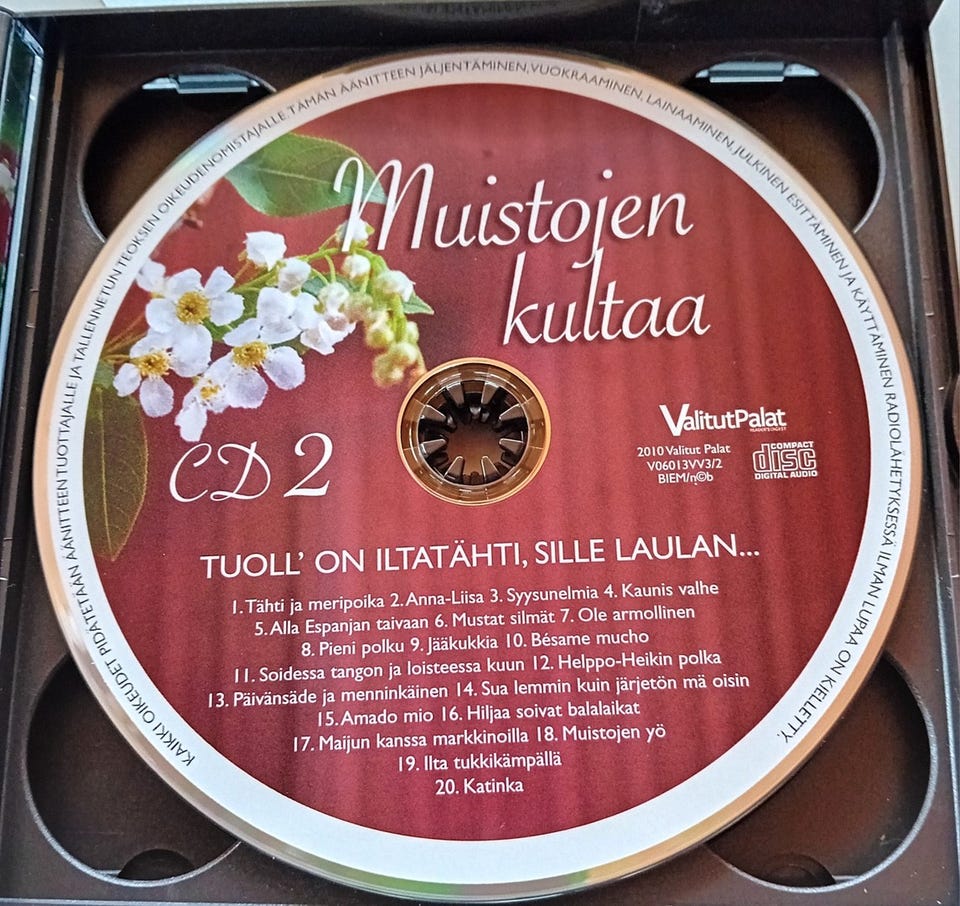 KAIKKI OIKEUDET PIDÄTETÄÄN ÄÄNITTEEN TUOTTAJALLE JA TALLENNETUN TEOKSEN OIKEUDENOMISTAJALLE. TÄMÄN ÄÄNITTEEN JÄLJENTÄMINEN, VUOKRAAMINEN, LAINAAMINEN, JULKINEN ESITTÄMINEN JA KÄYTTÄMINEN RADIOLÄHETYKSESSÄ ILMAN LUPAA ON KIELLETTY.
Muistojen
kultaa
ValitutPalat
READER'S DIGEST
2010 Valitut Palat
V06013VV3/2
BIEM/n©b
COMPACT
disc
DIGITAL AUDIO
CD 2
TUOLL' ON ILTATÄHTI, SILLE LAULAN...
1. Tähti ja meripoika 2. Anna-Liisa 3. Syysunelmia 4. Kaunis valhe
5. Alla Espanjan taivaan 6. Mustat silmät 7. Ole armollinen
8. Pieni polku 9. Jääkukkia 10. Bésame mucho
11. Soidessa tangon ja loisteessa kuun 12. Helppo-Heikin polka
13. Päivänsäde ja menninkäinen 14. Sua lemmin kuin järjetön mä oisin
15. Amado mio 16. Hiljaa soivat balalaikat
17. Maijun kanssa markkinoilla 18. Muistojen yö
19. Ilta tukkikämpällä
20. Katinka